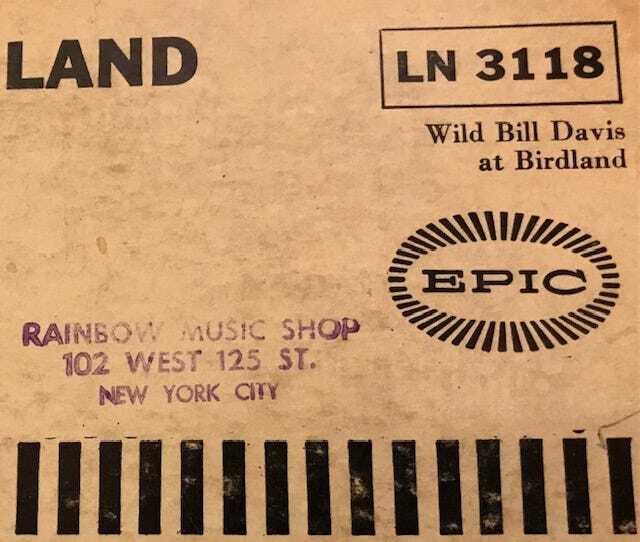 LAND
LN 3118
Wild Bill Davis
at Birdland
EPIC
RAINBOW MUSIC SHOP
102 WEST 125 ST.
NEW YORK CITY